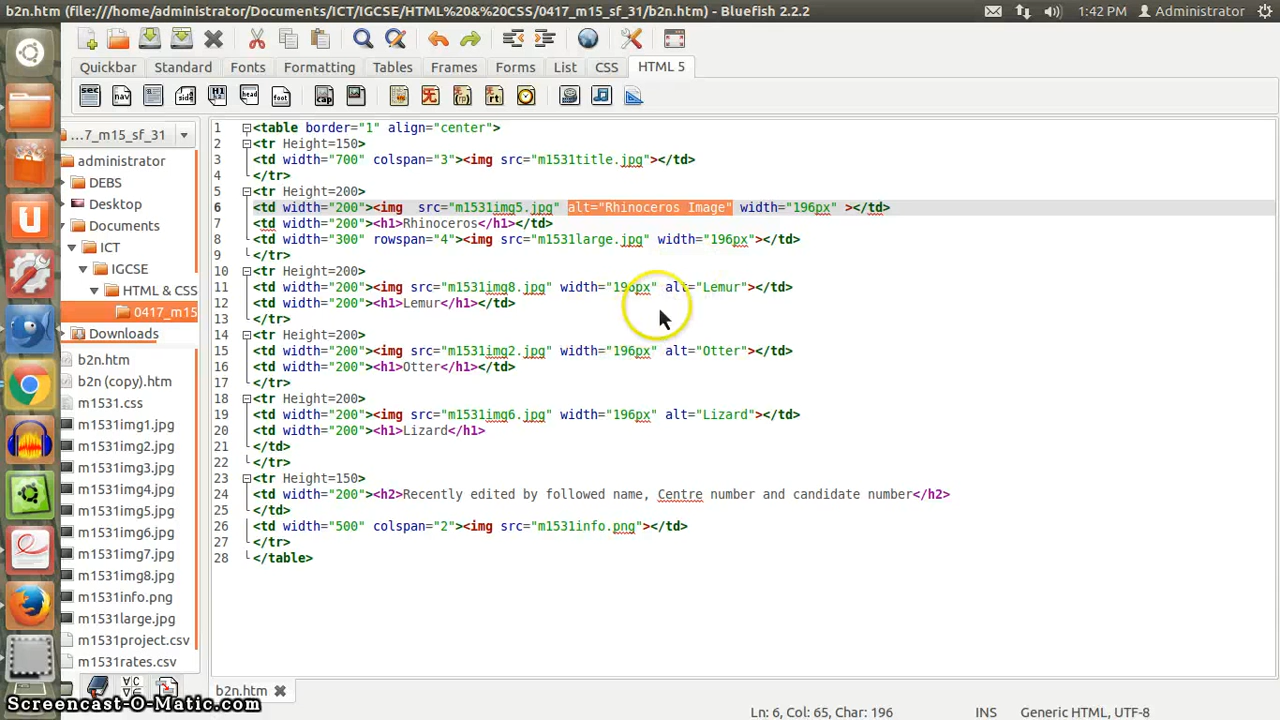 b2n.htm (file:///home/administrator/Documents/ICT/IGCSE/HTML%20&%20CSS/0417_m15_sf_31/b2n.htm) - Bluefish 2.2.2
1:42 PM Administrator
Quickbar Standard Fonts Formatting Tables Frames Forms List CSS HTML 5
...7_m15_sf_31
administrator
DEBS
Desktop
Documents
ICT
IGCSE
HTML & CSS
0417_m15
Downloads
b2n.htm
b2n (copy).htm
m1531.css
m1531img1.jpg
m1531img2.jpg
m1531img3.jpg
m1531img4.jpg
m1531img5.jpg
m1531img6.jpg
m1531img7.jpg
m1531img8.jpg
m1531info.png
m1531large.jpg
m1531project.csv
m1531rates.csv
1 <table border="1" align="center">
2 <tr Height=150>
3 <td width="700" colspan="3"><img src="m1531title.jpg"></td>
4 </tr>
5 <tr Height=200>
6 <td width="200"><img  src="m1531img5.jpg" alt="Rhinoceros Image" width="196px" ></td>
7 <td width="200"><h1>Rhinoceros</h1></td>
8 <td width="300" rowspan="4"><img src="m1531large.jpg" width="196px"></td>
9 </tr>
10 <tr Height=200>
11 <td width="200"><img src="m1531img8.jpg" width="196px" alt="Lemur"></td>
12 <td width="200"><h1>Lemur</h1></td>
13 </tr>
14 <tr Height=200>
15 <td width="200"><img src="m1531img2.jpg" width="196px" alt="Otter"></td>
16 <td width="200"><h1>Otter</h1></td>
17 </tr>
18 <tr Height=200>
19 <td width="200"><img src="m1531img6.jpg" width="196px" alt="Lizard"></td>
20 <td width="200"><h1>Lizard</h1>
21 </td>
22 </tr>
23 <tr Height=150>
24 <td width="200"><h2>Recently edited by followed name, Centre number and candidate number</h2>
25 </td>
26 <td width="500" colspan="2"><img src="m1531info.png"></td>
27 </tr>
28 </table>
b2n.htm
Screencast-O-Matic.com
Ln: 6, Col: 65, Char: 196 INS Generic HTML, UTF-8